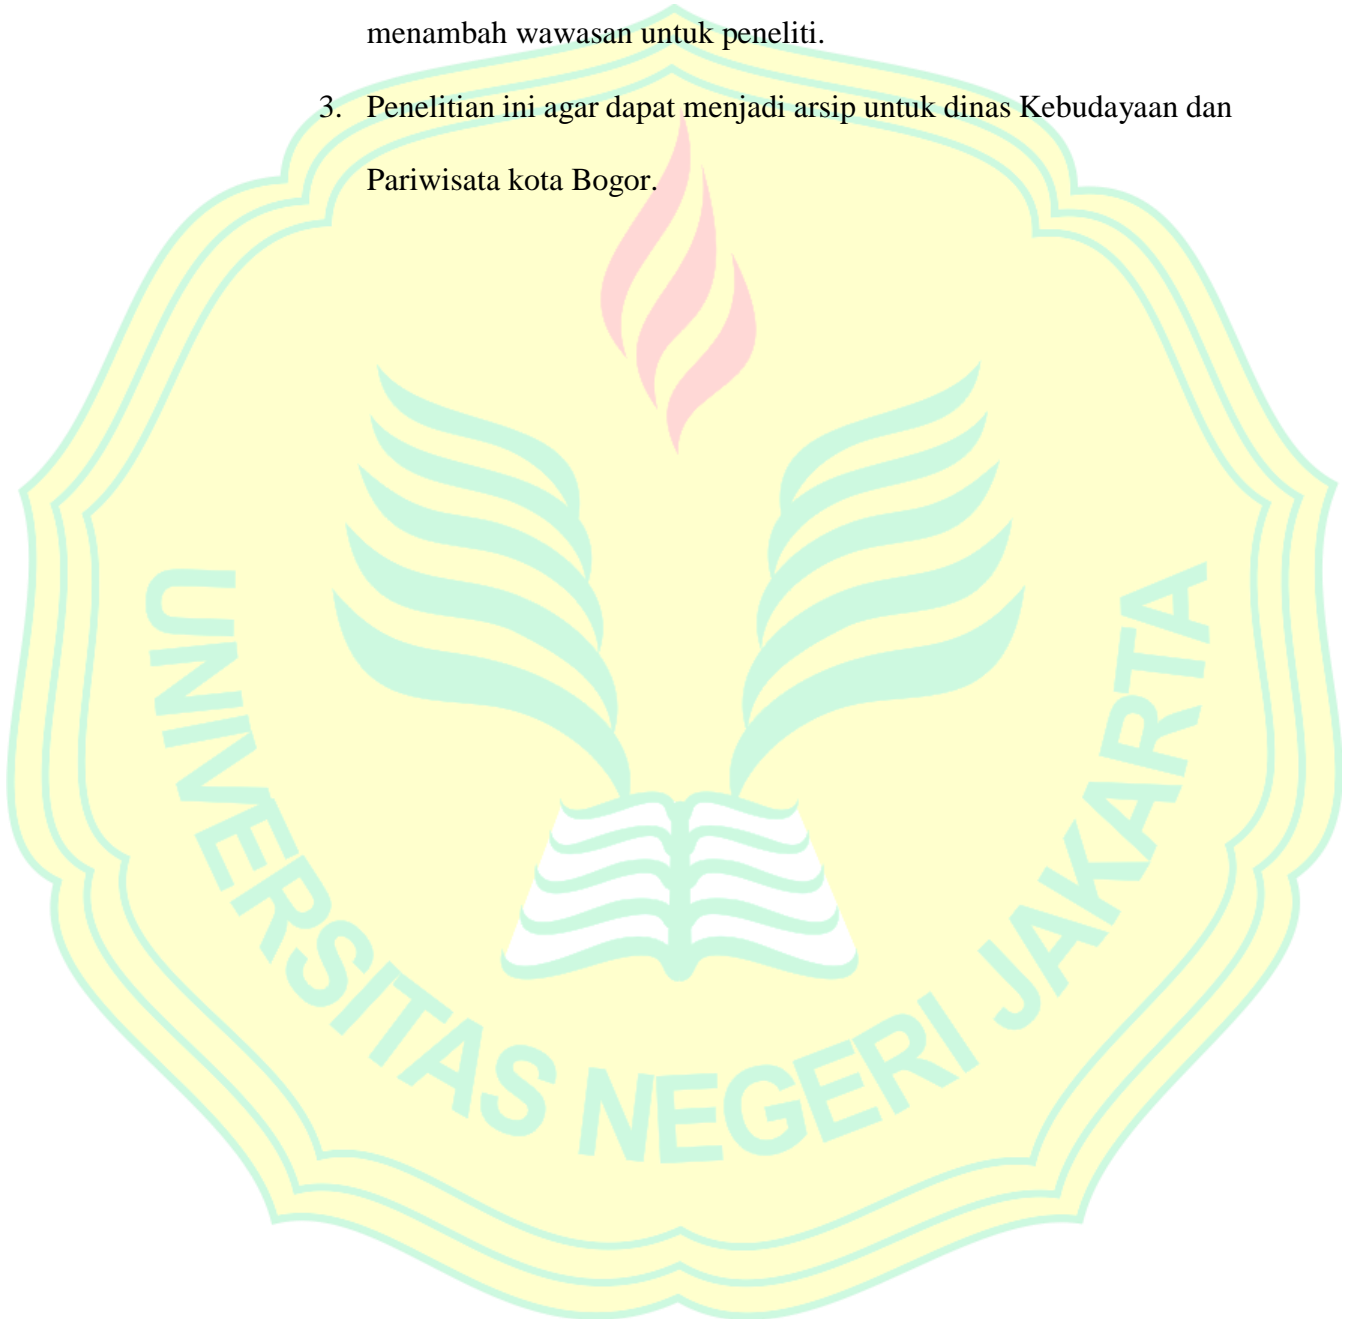 menambah wawasan untuk peneliti.
3. Penelitian ini agar dapat menjadi arsip untuk dinas Kebudayaan dan
Pariwisata kota Bogor.
UNIVERSITAS NEGERI JAKARTA